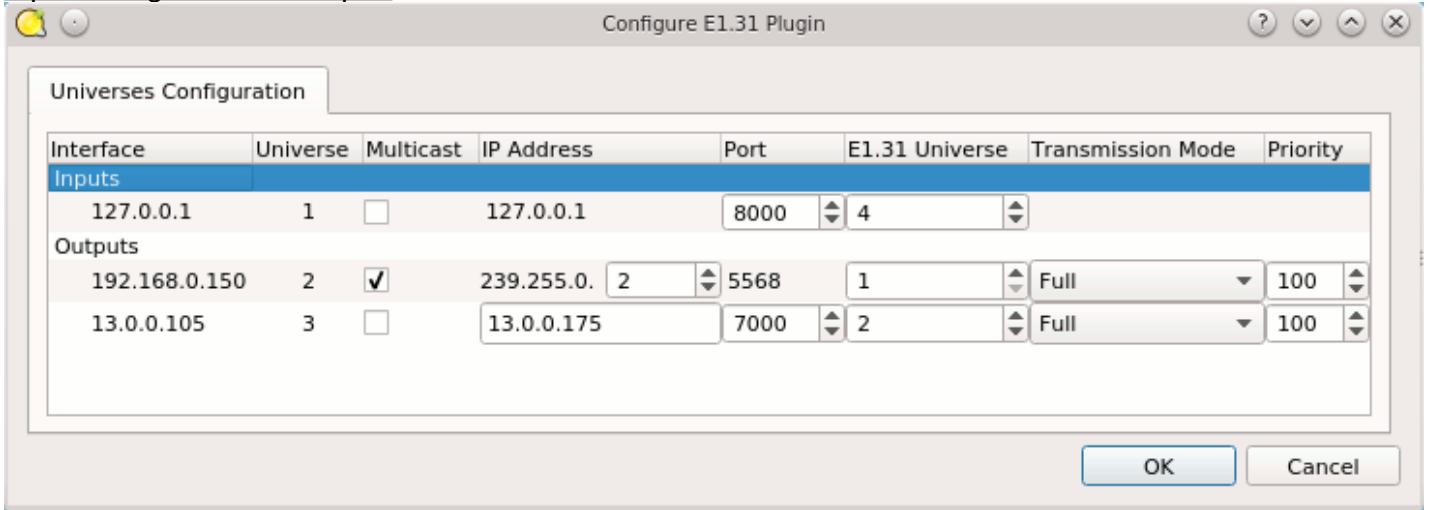 Configure E1.31 Plugin
Universes Configuration
Interface Universe Multicast IP Address Port E1.31 Universe Transmission Mode Priority
Inputs
127.0.0.1 1 127.0.0.1 8000 4
Outputs
192.168.0.150 2 239.255.0. 2 5568 1 Full 100
13.0.0.105 3 13.0.0.175 7000 2 Full 100
OK Cancel